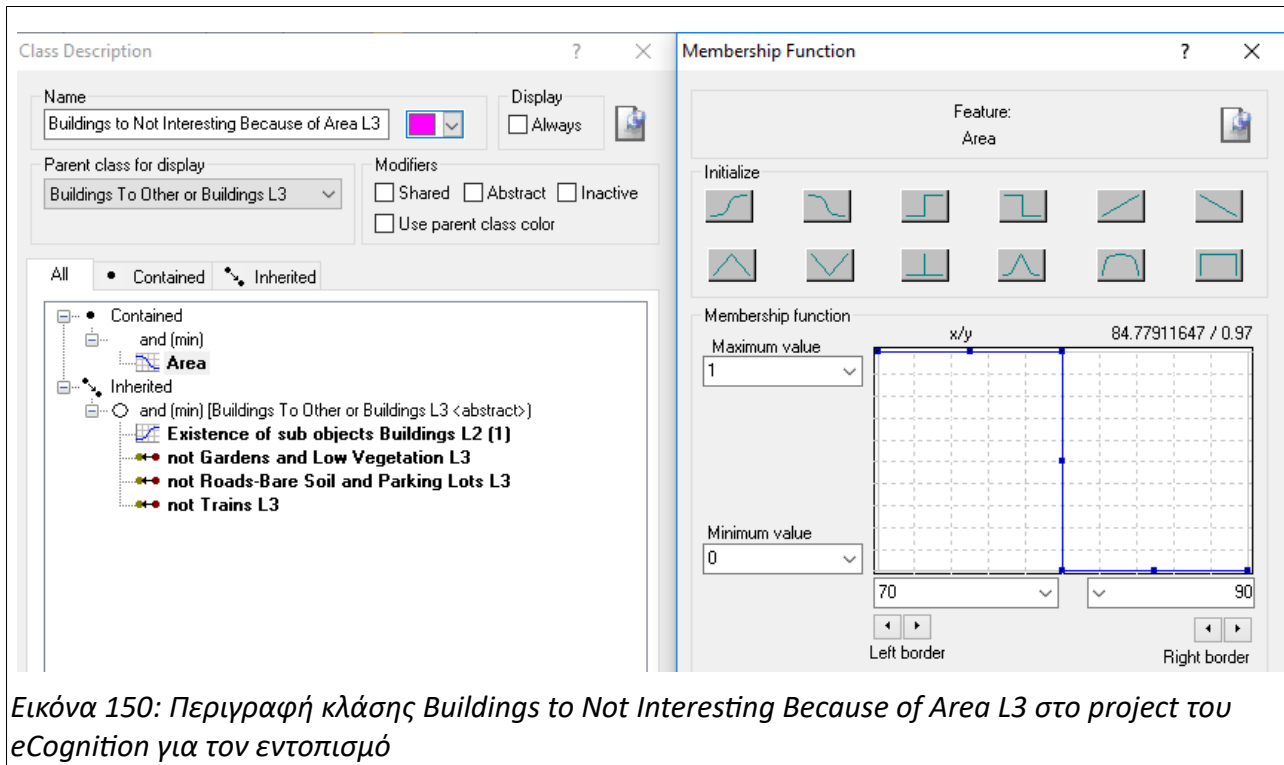 Class Description ? ×
Name
Buildings to Not Interesting Because of Area L3
Display
Always
Parent class for display
Buildings To Other or Buildings L3
Modifiers
Shared Abstract Inactive
Use parent class color
All Contained Inherited
Contained
and (min)
Area
Inherited
and (min) [Buildings To Other or Buildings L3 <abstract>)
Existence of sub objects Buildings L2 (1)
not Gardens and Low Vegetation L3
not Roads-Bare Soil and Parking Lots L3
not Trains L3
Membership Function ? ×
Feature:
Area
Initialize
Membership function
x/y 84.77911647 / 0.97
Maximum value
1
Minimum value
0
70 90
Left border Right border
Εικόνα 150: Περιγραφή κλάσης Buildings to Not Interesting Because of Area L3 στο project του
eCognition για τον εντοπισμό